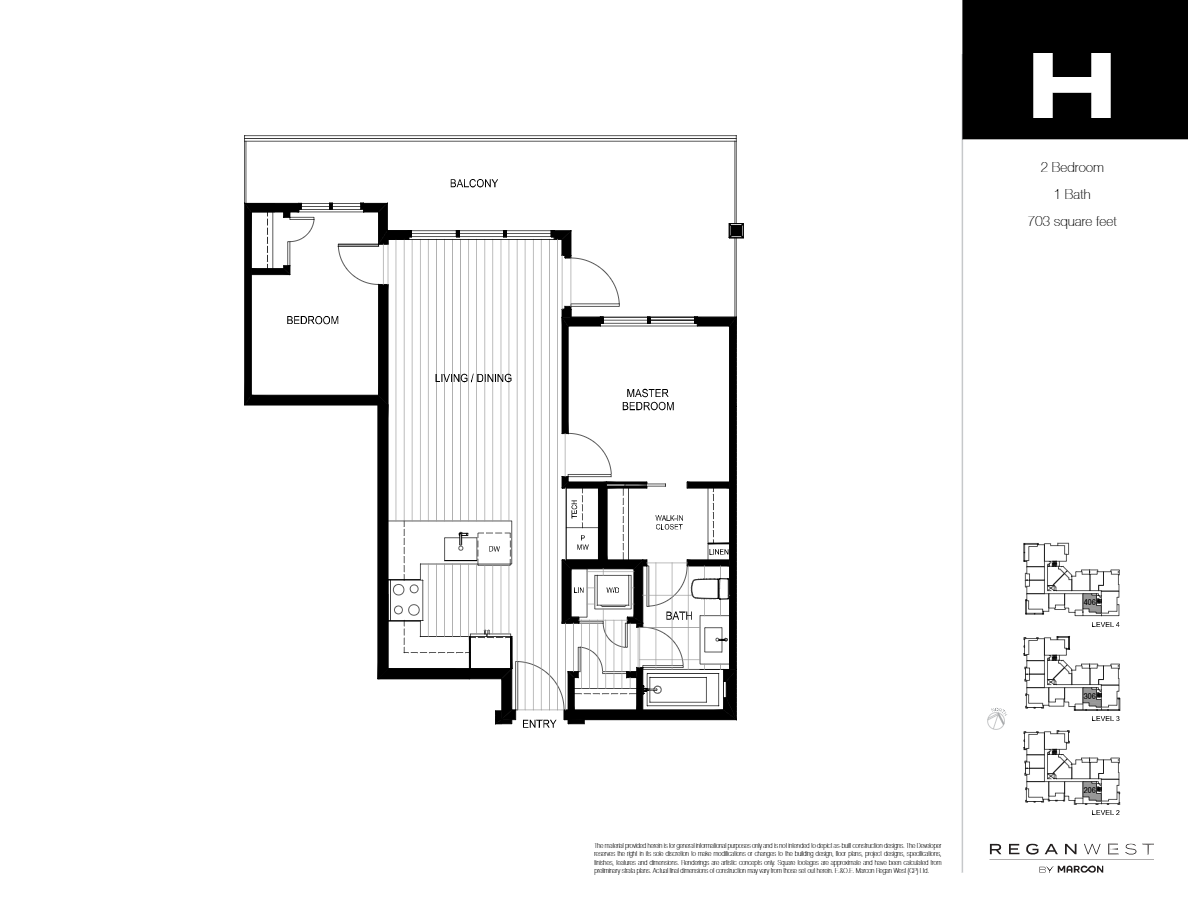 H
2 Bedroom
1 Bath
703 square feet
BALCONY
BEDROOM
LIVING / DINING
MASTER
BEDROOM
TECH
P
MW
WALK-IN
CLOSET
LINEN
DW
LIN
W/D
BATH
ENTRY
406
LEVEL 4
306
LEVEL 3
206
LEVEL 2
The material provided herein is for general informational purposes only and is not intended to depict as-built construction designs. The Developer
reserves the right in its sole discretion to make modifications or changes to the building design, floor plans, project designs, specifications,
finishes, features and dimensions. Renderings are artistic concepts only. Square footages are approximate and have been calculated from
preliminary strata plans. Actual final dimensions of construction may vary from those set out herein. E.&O.E. Marcon Regan West (GP) Ltd.
REGANWEST
BY MARCON